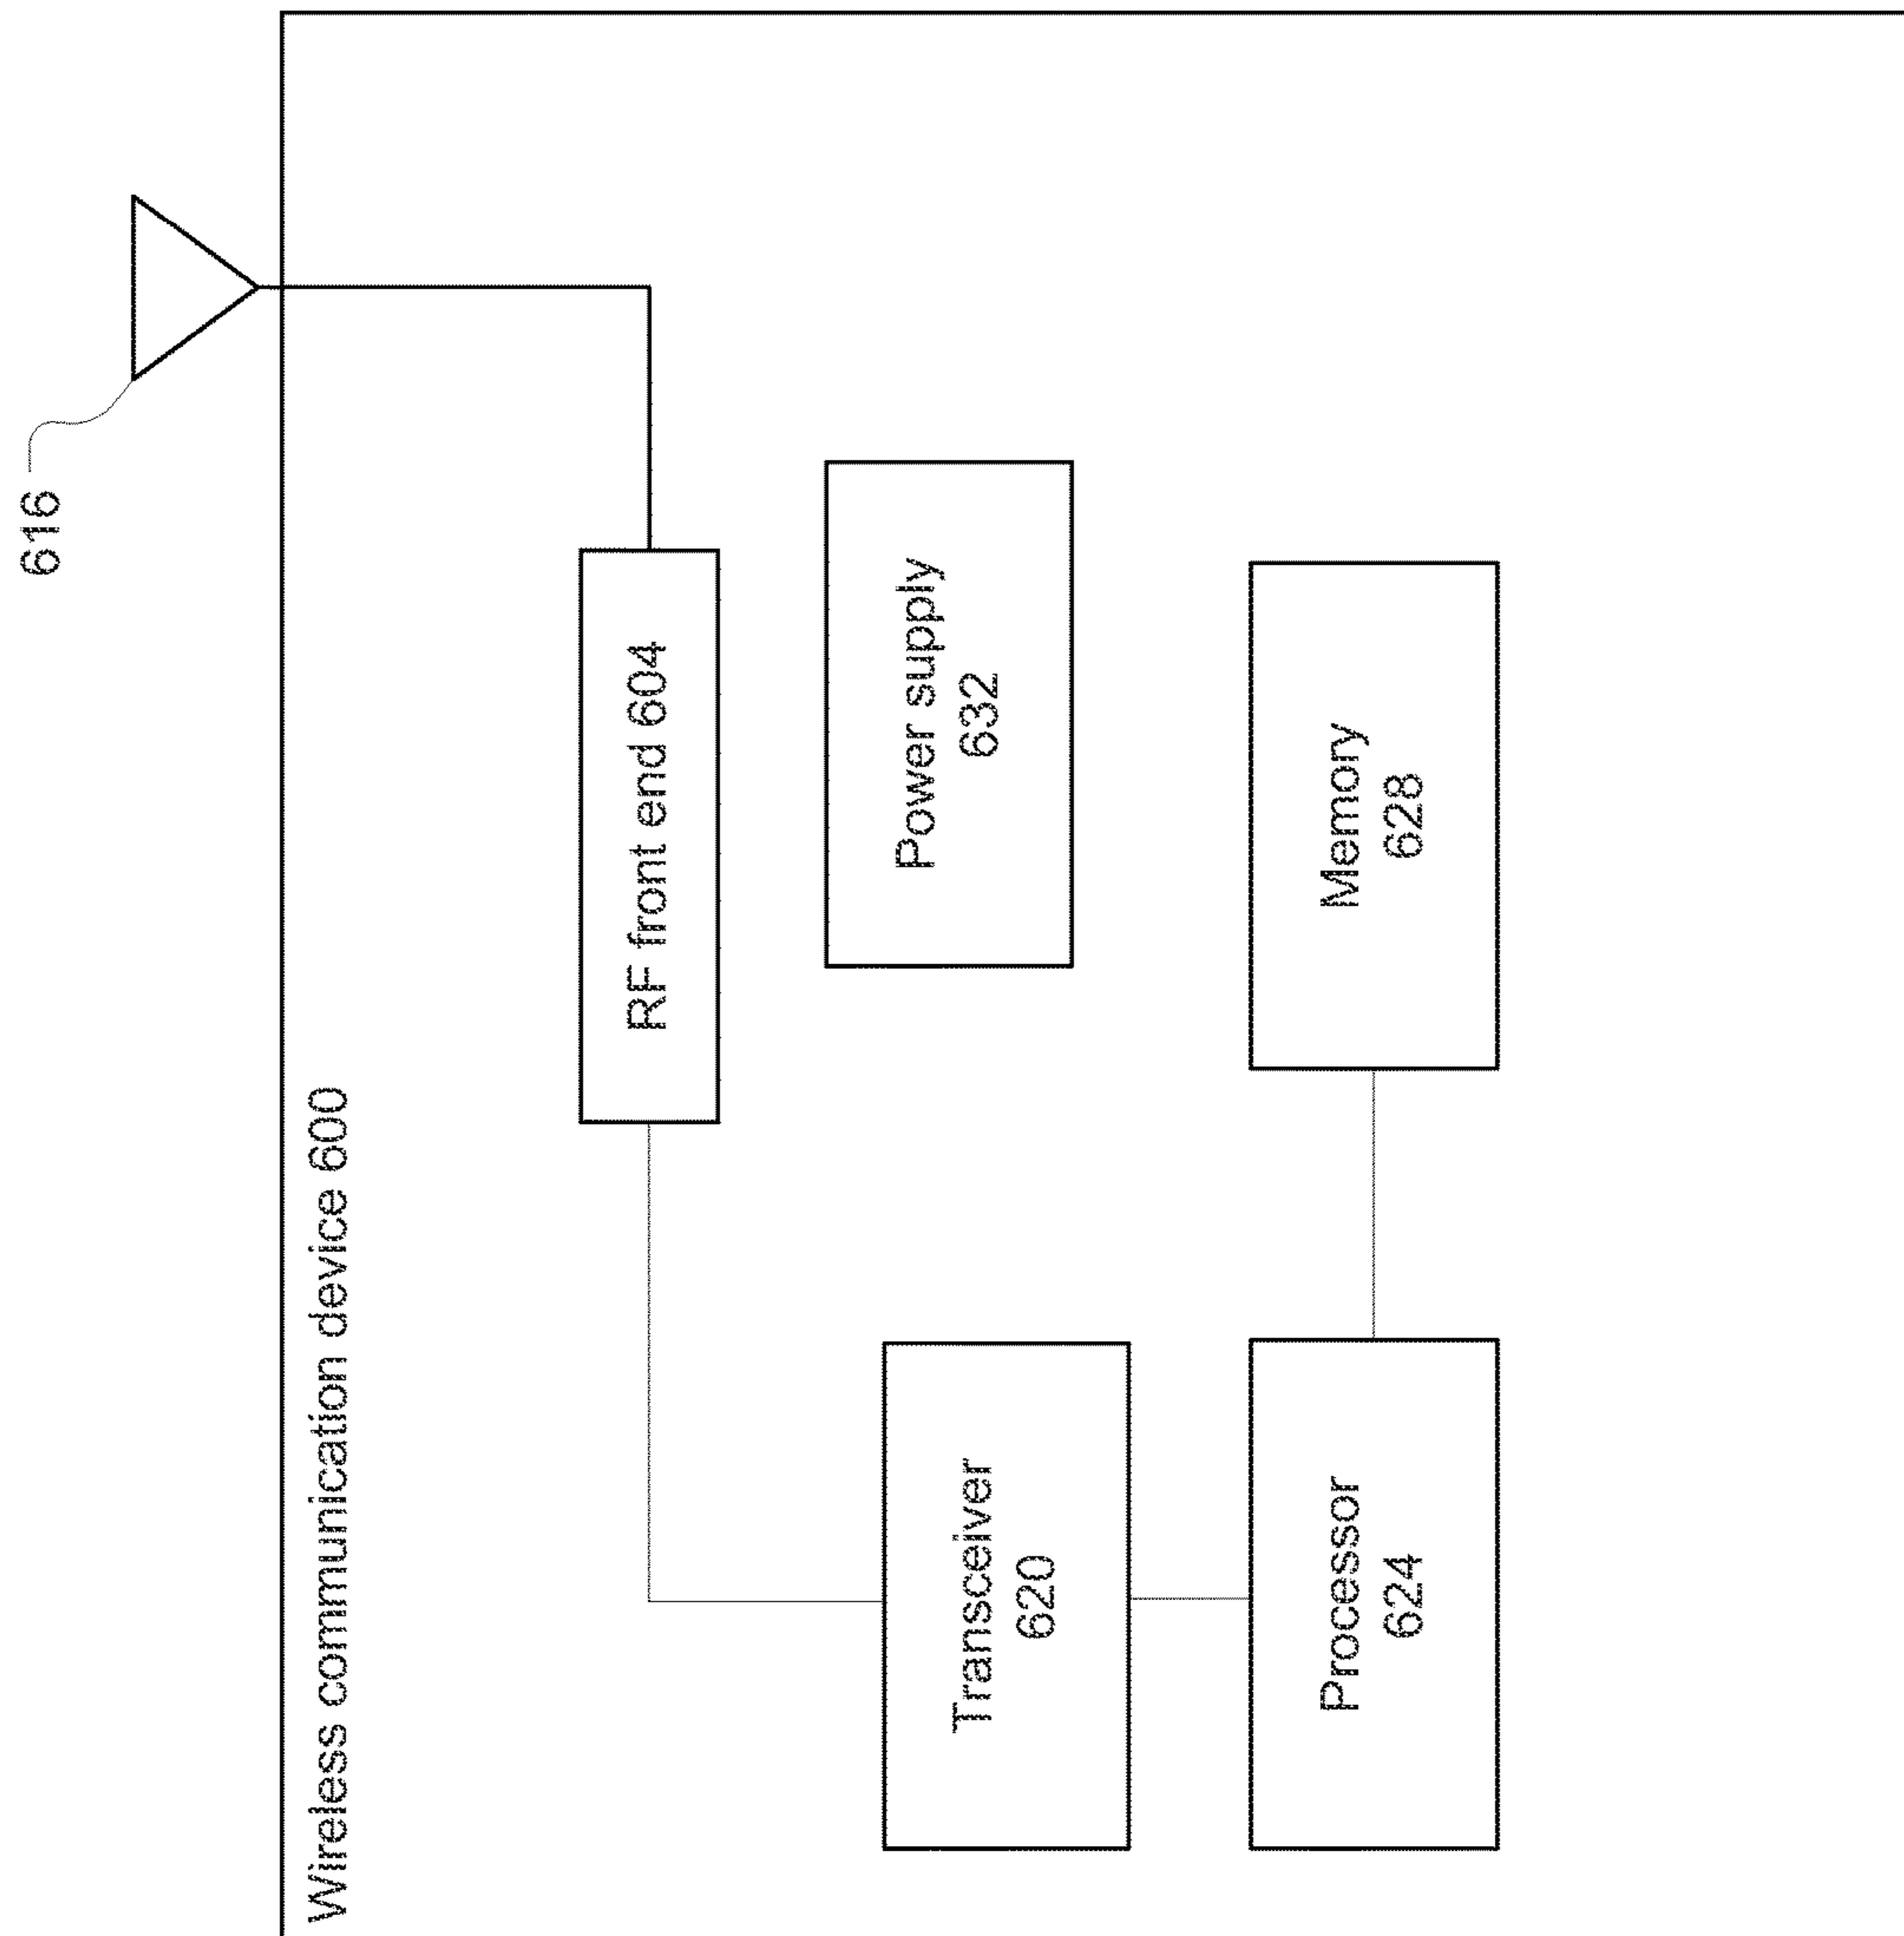 616
Wireless communication device 600
RF front end 604
Power supply
632
Transceiver
620
Processor
624
Memory
628